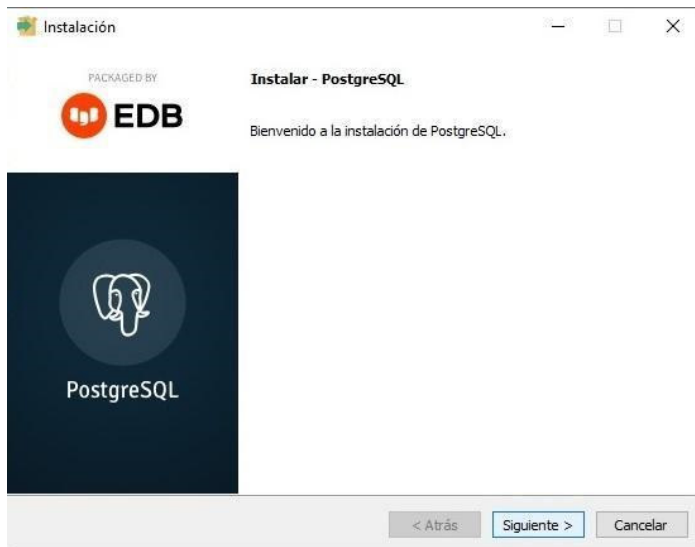 Instalación
PACKAGED BY
EDB
Instalar - PostgreSQL
Bienvenido a la instalación de PostgreSQL.
PostgreSQL
< Atrás
Siguiente >
Cancelar